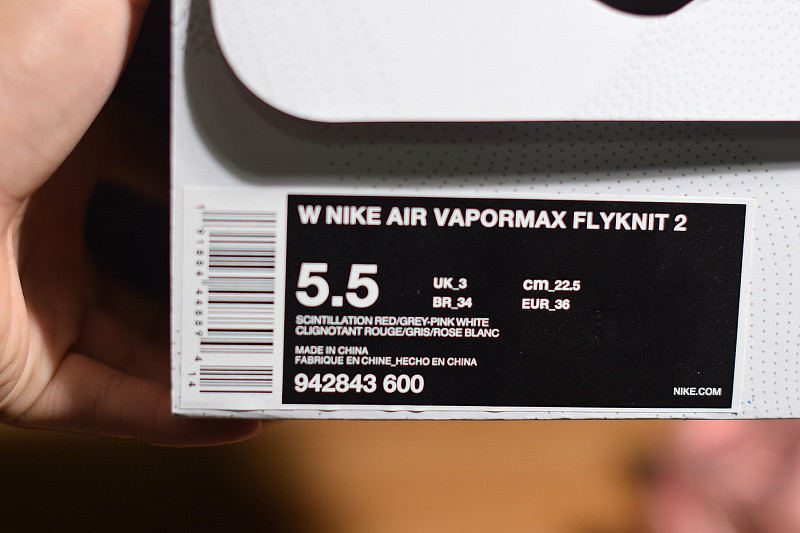 W NIKE AIR VAPORMAX FLYKNIT 2
5.5
UK_3
cm_22.5
BR_34
EUR_36
SCINTILLATION RED/GREY-PINK WHITE
CLIGNOTANT ROUGE/GRIS/ROSE BLANC
MADE IN CHINA
FABRIQUE EN CHINE_HECHO EN CHINA
942843 600
NIKE.COM